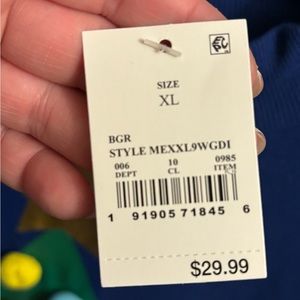 SIZE
XL
BGR
STYLE MEXXL9WGDI
006 10 0985
DEPT CL ITEM
1 91905 71845 6
$29.99